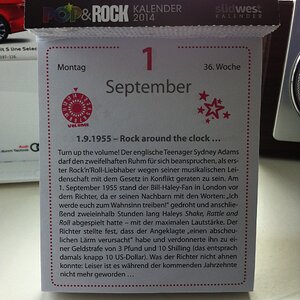 POP & ROCK KALENDER 2014
südwest
KALENDER
Montag
1
36. Woche
September
VOLUME
1.9.1955 – Rock around the clock ...
Turn up the volume! Der englische Teenager Sydney Adams
darf den zweifelhaften Ruhm für sich beanspruchen, als ers-
ter Rock'n'Roll-Liebhaber wegen seiner musikalischen Lei-
denschaft mit dem Gesetz in Konflikt geraten zu sein. Am
1. September 1955 stand der Bill-Haley-Fan in London vor
dem Richter, da er seinen Nachbarn mit den Worten: „Ich
werde euch zum Wahnsinn treiben!“ gedroht und anschlie-
ßend zweieinhalb Stunden lang Haleys Shake, Rattle and
Roll abgespielt hatte – mit der maximalen Lautstärke. Der
Richter stellte fest, dass der Angeklagte „einen abscheu-
lichen Lärm verursacht“ habe und verdonnerte ihn zu ei-
ner Geldstrafe von 3 Pfund und 10 Schilling (das entsprach
damals knapp 10 US-Dollar). Was der Richter nicht ahnen
konnte: Leiser ist es während der kommenden Jahrzehnte
nicht mehr geworden ...
Audi